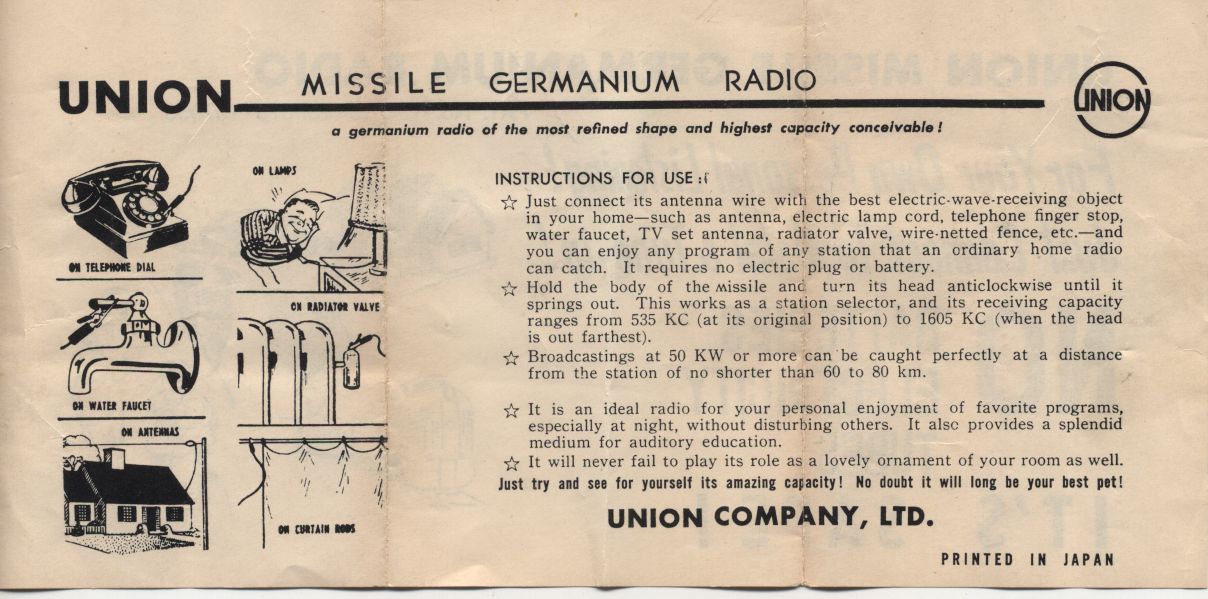 UNION MISSILE GERMANIUM RADIO
UNION
a germanium radio of the most refined shape and highest capacity conceivable!
ON TELEPHONE DIAL
ON LAMPS
ON WATER FAUCET
ON RADIATOR VALVE
ON ANTENNAS
ON CURTAIN RODS
INSTRUCTIONS FOR USE:
☆ Just connect its antenna wire with the best electric-wave-receiving object
in your home—such as antenna, electric lamp cord, telephone finger stop,
water faucet, TV set antenna, radiator valve, wire-netted fence, etc.—and
you can enjoy any program of any station that an ordinary home radio
can catch. It requires no electric plug or battery.
☆ Hold the body of the missile and turn its head anticlockwise until it
springs out. This works as a station selector, and its receiving capacity
ranges from 535 KC (at its original position) to 1605 KC (when the head
is out farthest).
☆ Broadcastings at 50 KW or more can be caught perfectly at a distance
from the station of no shorter than 60 to 80 km.
☆ It is an ideal radio for your personal enjoyment of favorite programs,
especially at night, without disturbing others. It also provides a splendid
medium for auditory education.
☆ It will never fail to play its role as a lovely ornament of your room as well.
Just try and see for yourself its amazing capacity! No doubt it will long be your best pet!
UNION COMPANY, LTD.
PRINTED IN JAPAN